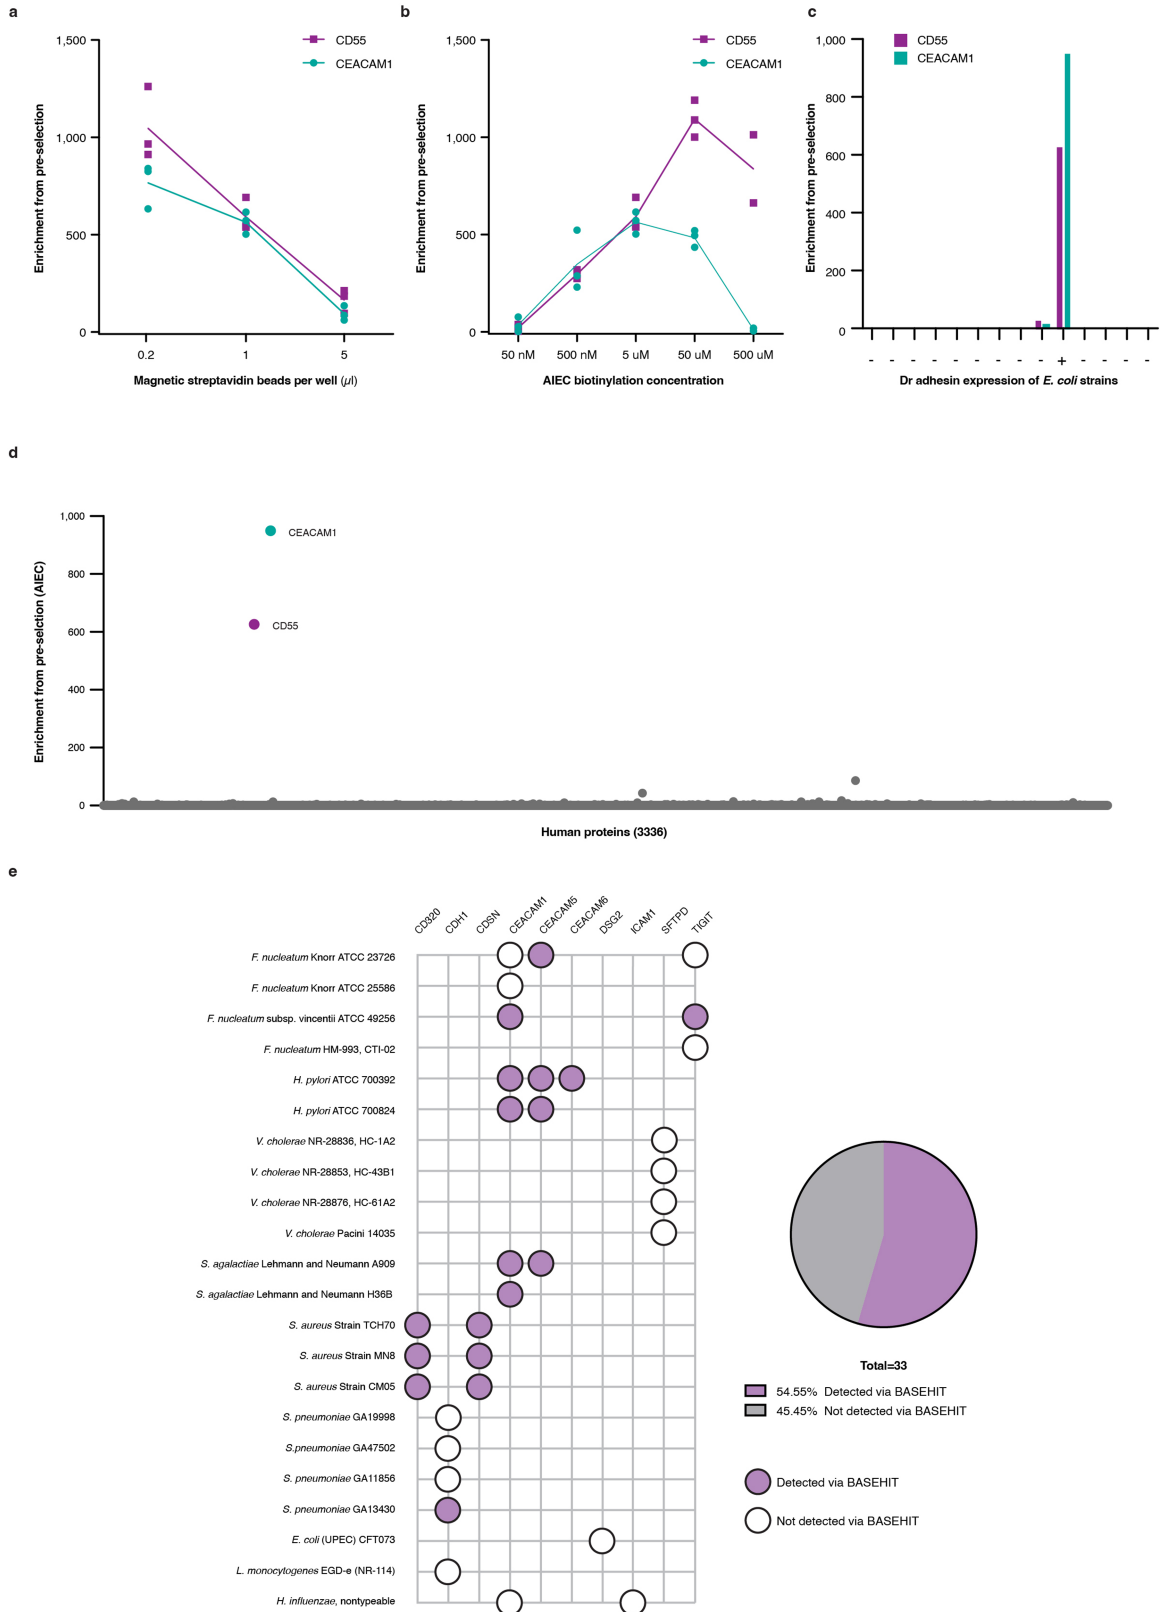 a
b
c
1,500
1,000
500
0
Enrichment from pre-selection
CD55
CEACAM1
0.2
1
5
Magnetic streptavidin beads per well (µl)
1,500
1,000
500
0
Enrichment from pre-selection
CD55
CEACAM1
50 nM
500 nM
5 uM
50 uM
500 uM
AIEC biotinylation concentration
1,000
800
600
400
200
0
Enrichment from pre-selection
CD55
CEACAM1
- - - - - - - - - + - - - -
Dr adhesin expression of E. coli strains
d
1,000
800
600
400
200
0
Enrichment from pre-selction (AIEC)
CEACAM1
CD55
Human proteins (3336)
e
CD320
CDH1
CDSN
CEACAM1
CEACAM5
CEACAM6
DSG2
ICAM1
SFTPD
TIGIT
F. nucleatum Knorr ATCC 23726
F. nucleatum Knorr ATCC 25586
F. nucleatum subsp. vincentii ATCC 49256
F. nucleatum HM-993, CTI-02
H. pylori ATCC 700392
H. pylori ATCC 700824
V. cholerae NR-28836, HC-1A2
V. cholerae NR-28853, HC-43B1
V. cholerae NR-28876, HC-61A2
V. cholerae Pacini 14035
S. agalactiae Lehmann and Neumann A909
S. agalactiae Lehmann and Neumann H36B
S. aureus Strain TCH70
S. aureus Strain MN8
S. aureus Strain CM05
S. pneumoniae GA19998
S.pneumoniae GA47502
S. pneumoniae GA11856
S. pneumoniae GA13430
E. coli (UPEC) CFT073
L. monocytogenes EGD-e (NR-114)
H. influenzae, nontypeable
Total=33
54.55% Detected via BASEHIT
45.45% Not detected via BASEHIT
Detected via BASEHIT
Not detected via BASEHIT